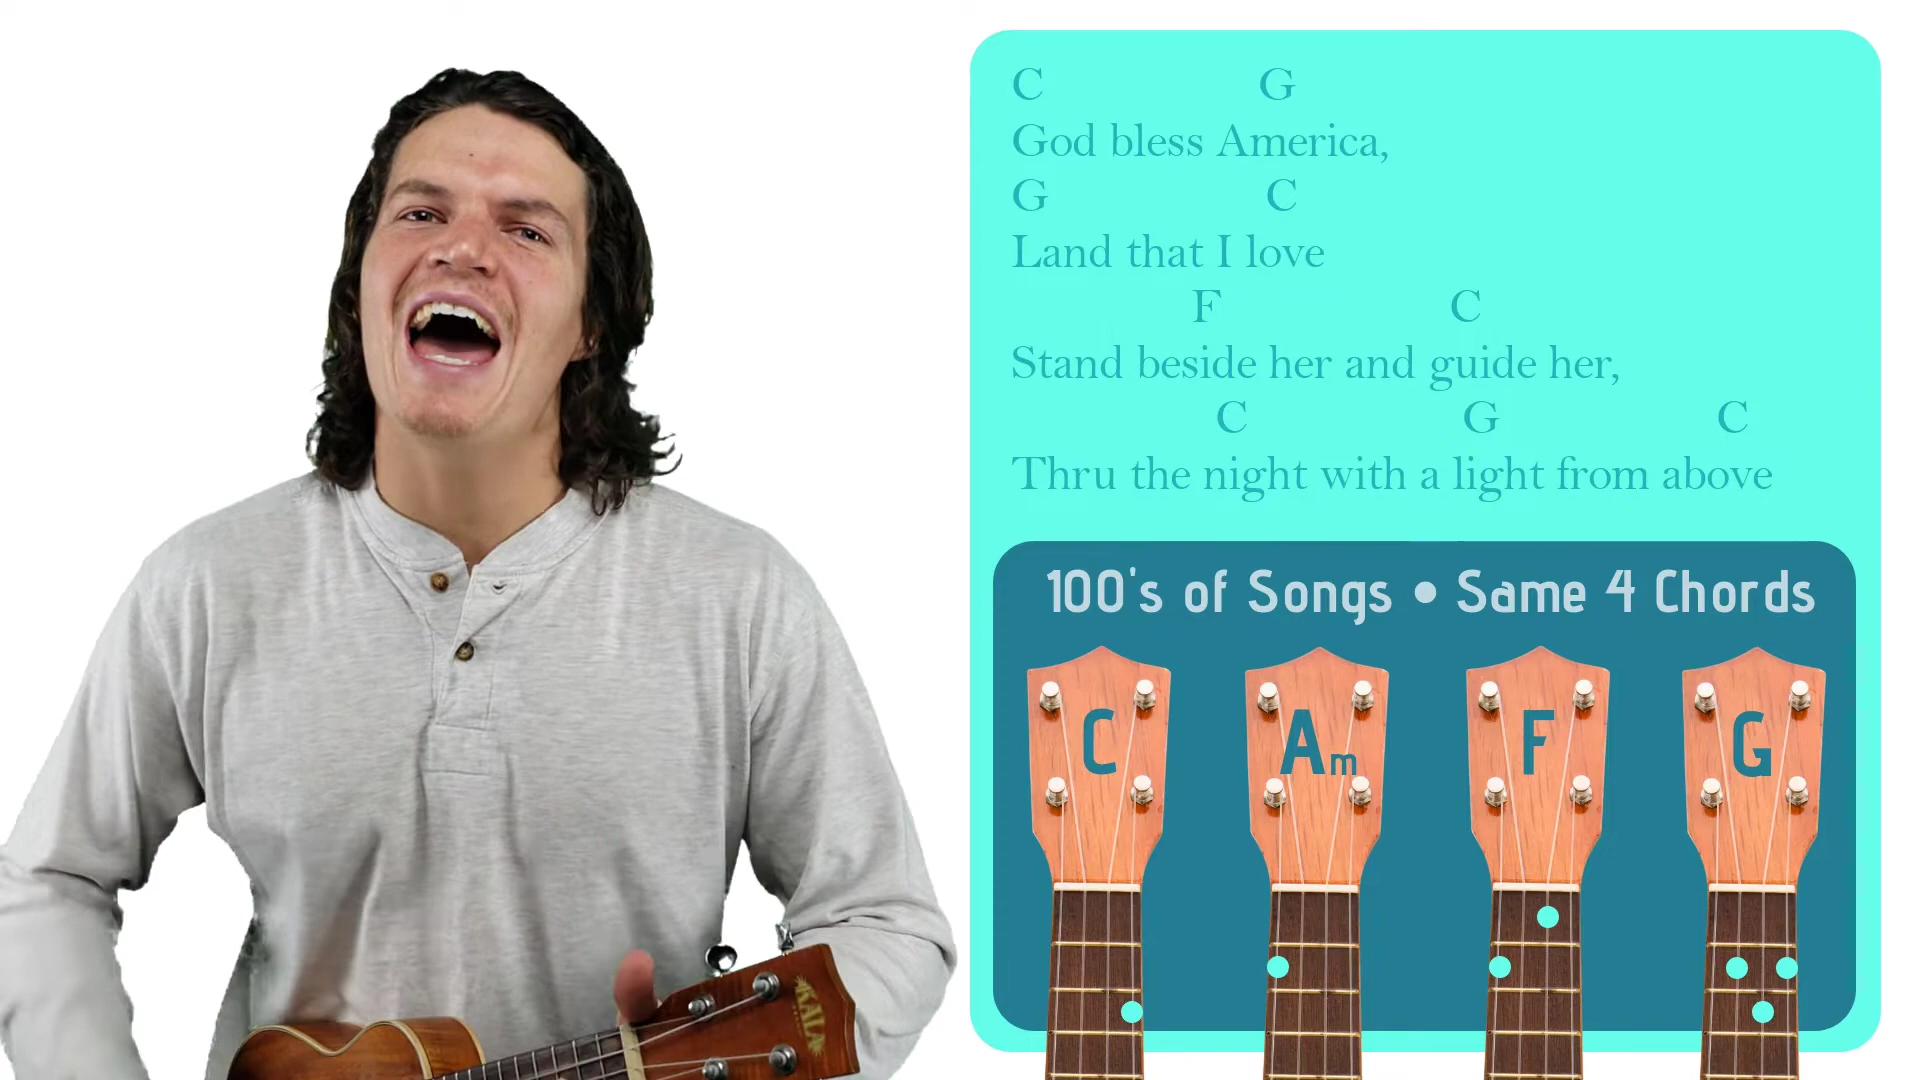 C G
God bless America,
G C
Land that I love
F C
Stand beside her and guide her,
C G C
Thru the night with a light from above
100's of Songs • Same 4 Chords
C Am F G
KALA